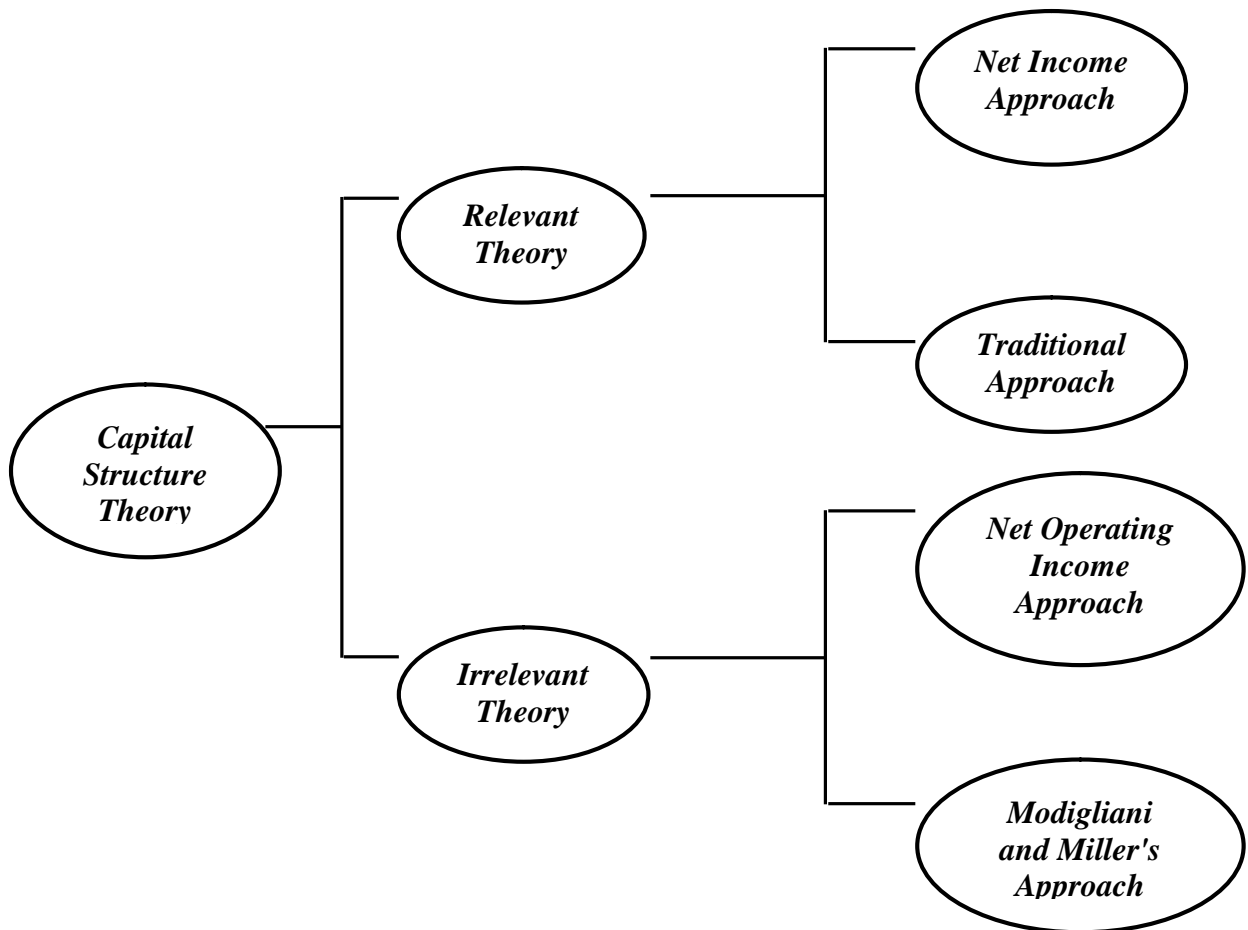 Net Income
Approach
Relevant
Theory
Traditional
Approach
Capital
Structure
Theory
Net Operating
Income
Approach
Irrelevant
Theory
Modigliani
and Miller's
Approach